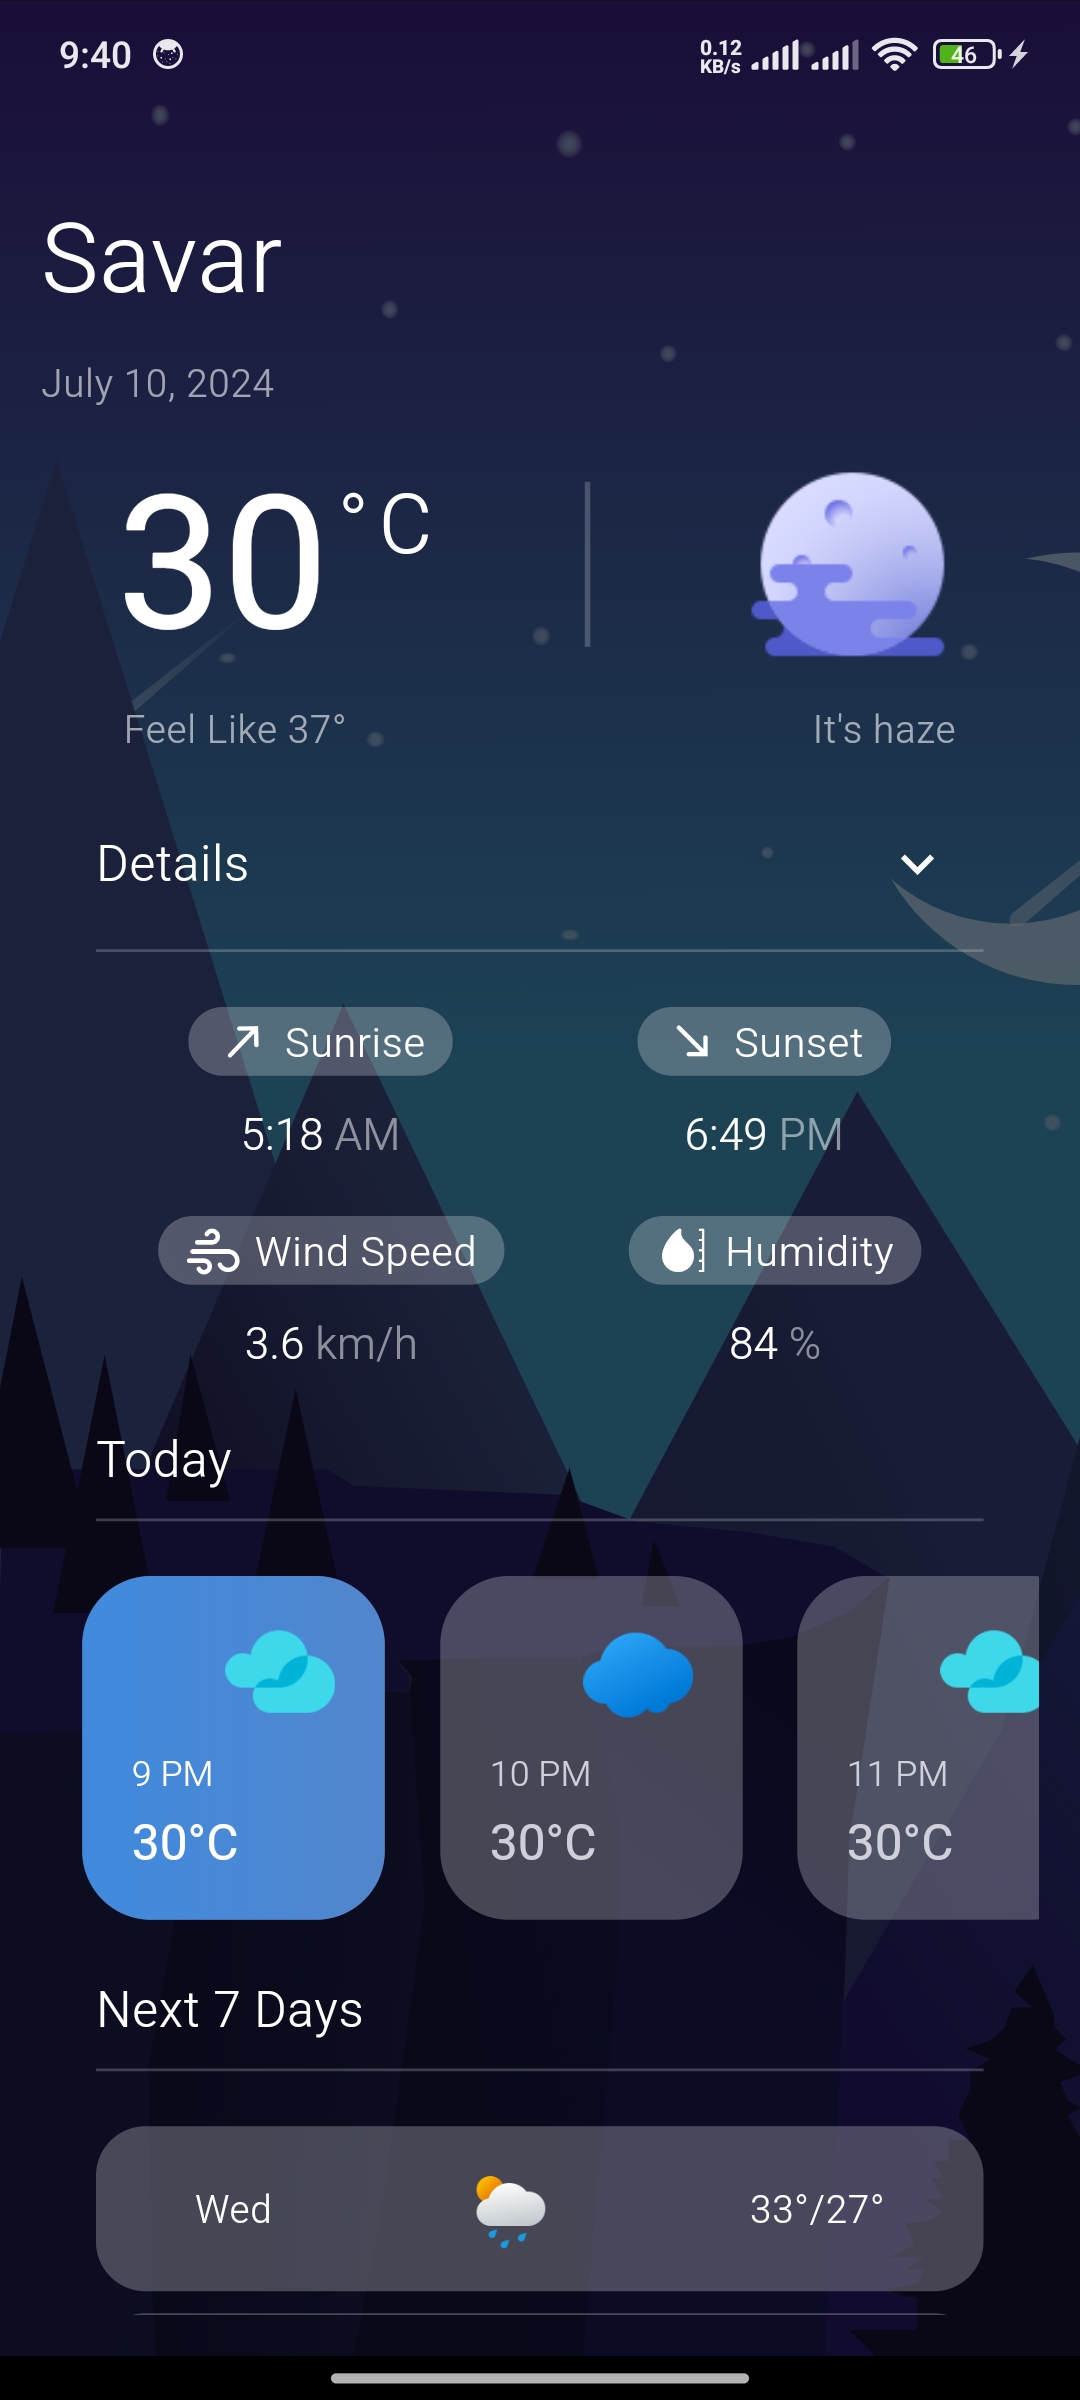 9:40 0.12 KB/s 46
Savar
July 10, 2024
30°C
Feel Like 37° It's haze
Details
Sunrise Sunset
5:18 AM 6:49 PM
Wind Speed Humidity
3.6 km/h 84 %
Today
9 PM 10 PM 11 PM
30°C 30°C 30°C
Next 7 Days
Wed 33°/27°